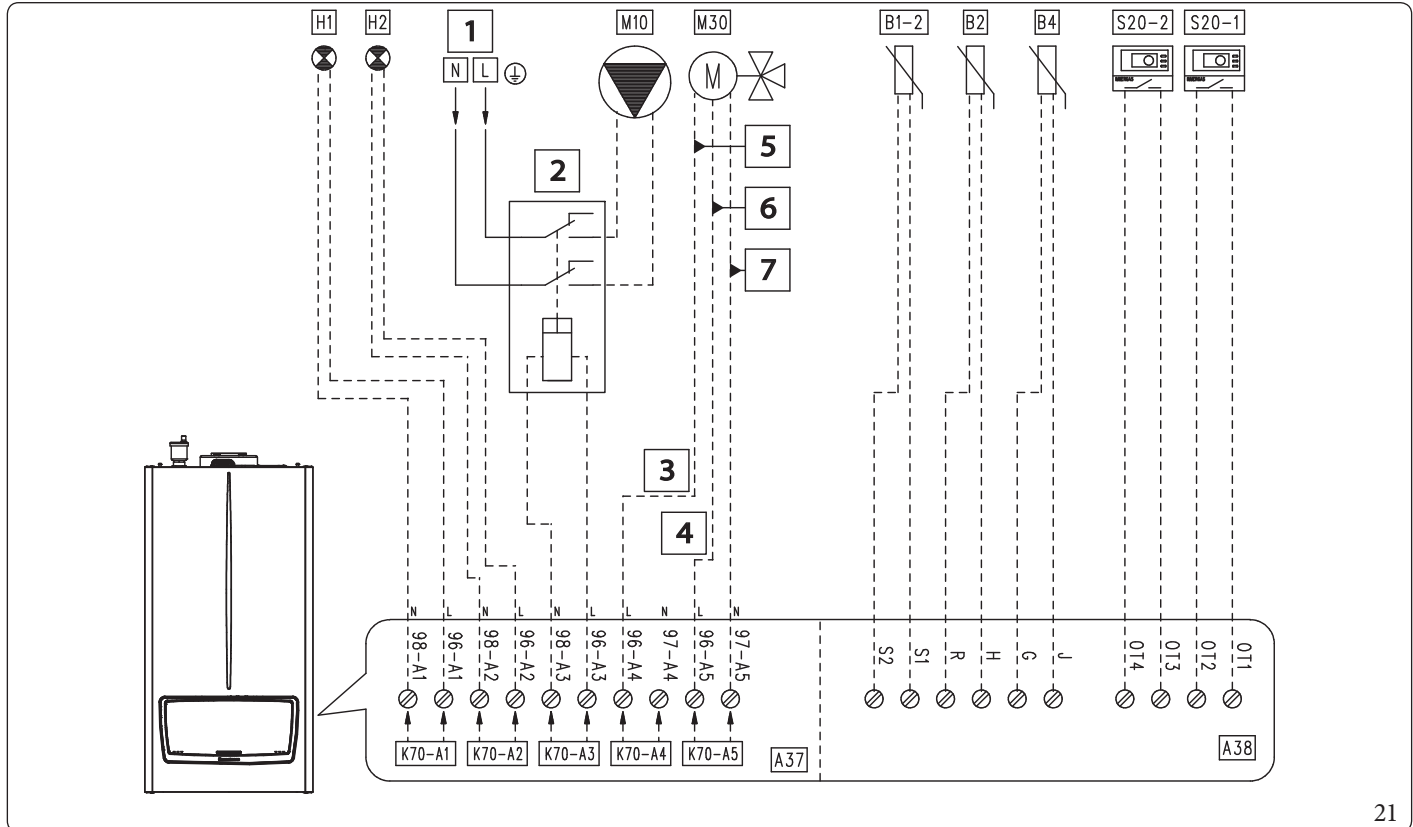 H1 H2 1 M10 M30 B1-2 B2 B4 S20-2 S20-1
N L
M
5
2
6
7
3
4
N L N L N L L N L N
98-A1 96-A1 98-A2 96-A2 98-A3 96-A3 96-A4 97-A4 96-A5 97-A5
S2 S1 R H G J OT4 OT3 OT2 OT1
K70-A1 K70-A2 K70-A3 K70-A4 K70-A5
A37
A38
21